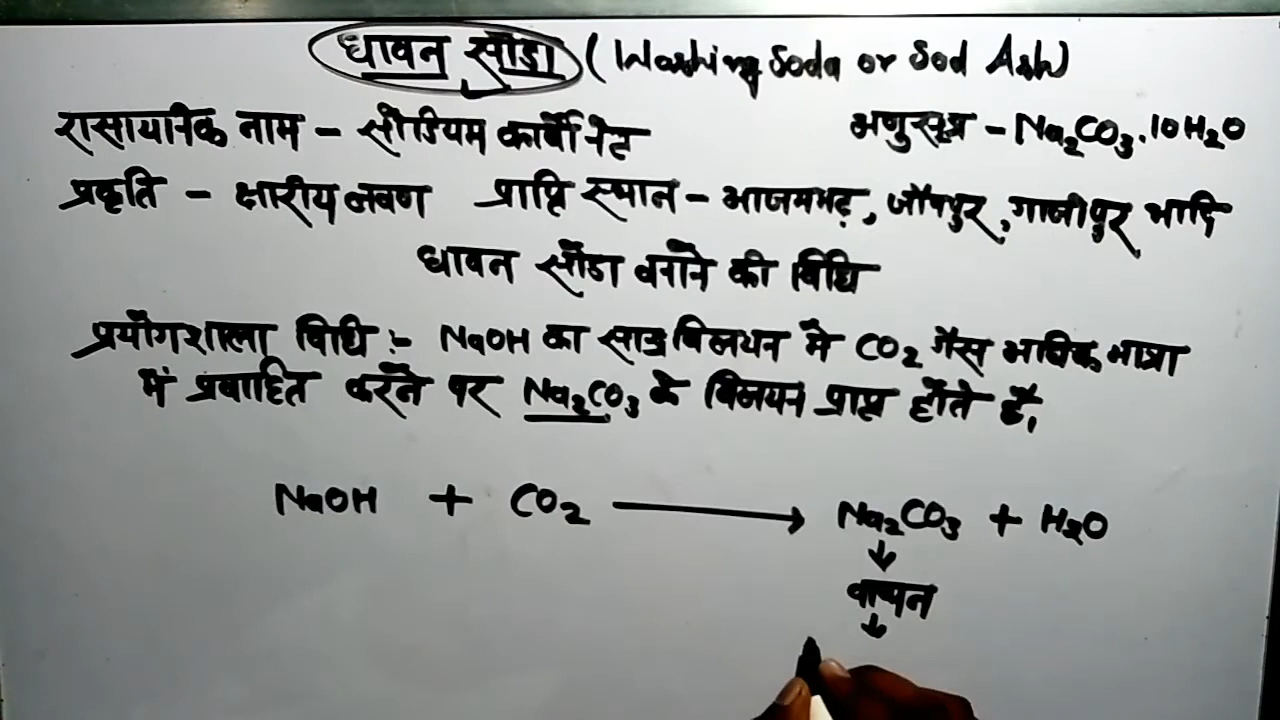 धावन सोडा (Washing Soda or Sod Ash)
रासायनिक नाम - सोडियम कार्बोनेट अणुसूत्र - Na₂CO₃.10H₂O
प्रकृति - क्षारीय लवण प्राप्ति स्थान - आजमगढ़, जौनपुर, गाजीपुर आदि
धावन सोडा बनाने की विधि
प्रयोगशाला विधि :- NaOH का सान्द्र विलयन में CO₂ गैस अधिक मात्रा
में प्रवाहित करने पर Na₂CO₃ के विलयन प्राप्त होते है,
NaOH + CO₂ ⟶ Na₂CO₃ + H₂O
↓
वाष्पन
↓